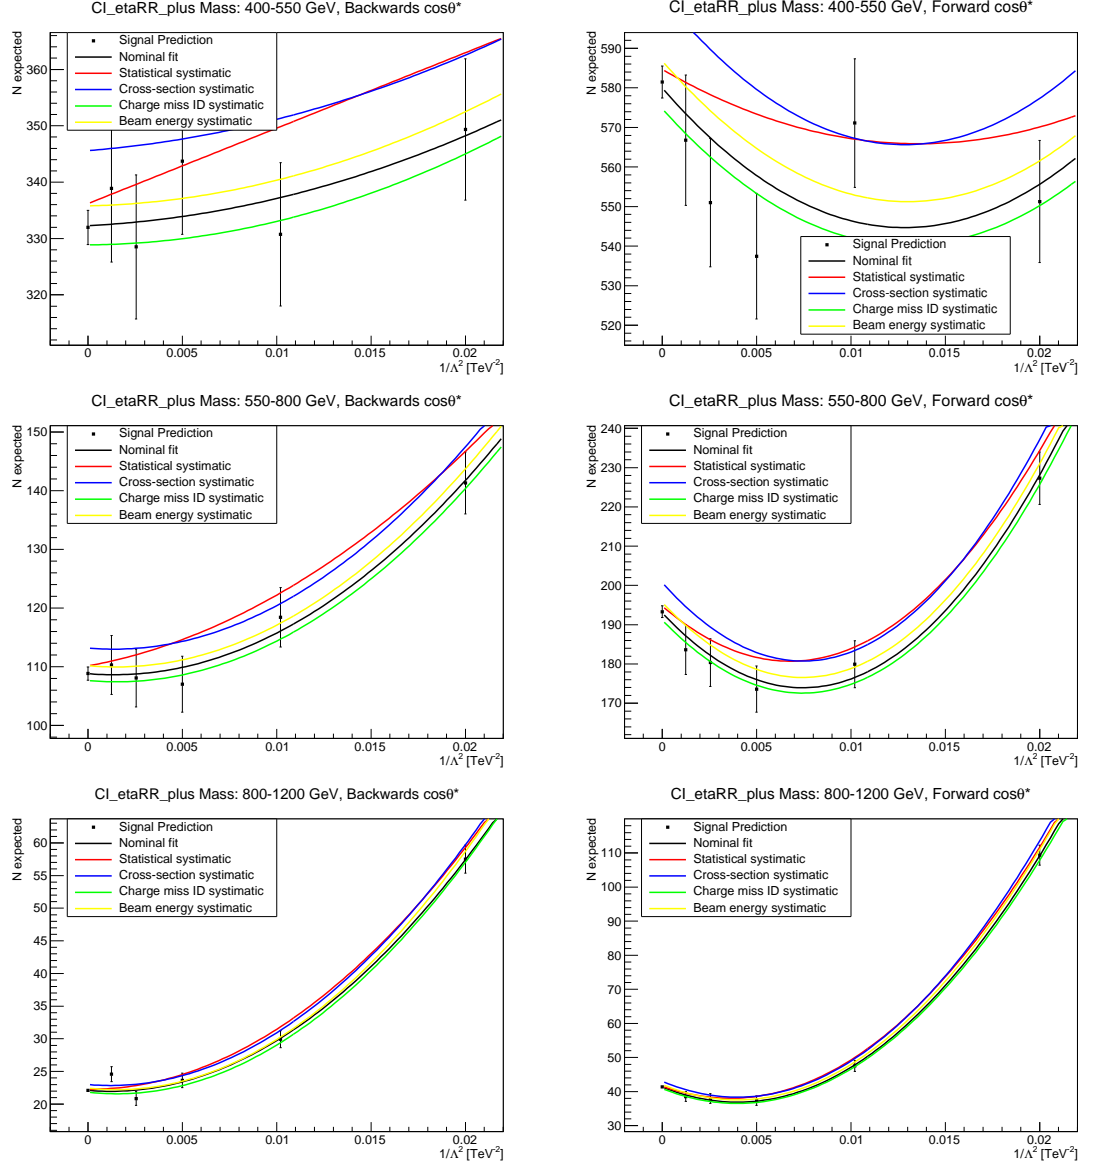 CI_etaRR_plus Mass: 400-550 GeV, Backwards cosθ*
N expected
360
350
340
330
320
Signal Prediction
Nominal fit
Statistical systimatic
Cross-section systimatic
Charge miss ID systimatic
Beam energy systimatic
0 0.005 0.01 0.015 0.02
1/Λ² [TeV⁻²]
CI_etaRR_plus Mass: 400-550 GeV, Forward cosθ*
N expected
590
580
570
560
550
540
530
520
Signal Prediction
Nominal fit
Statistical systimatic
Cross-section systimatic
Charge miss ID systimatic
Beam energy systimatic
0 0.005 0.01 0.015 0.02
1/Λ² [TeV⁻²]
CI_etaRR_plus Mass: 550-800 GeV, Backwards cosθ*
N expected
150
140
130
120
110
100
Signal Prediction
Nominal fit
Statistical systimatic
Cross-section systimatic
Charge miss ID systimatic
Beam energy systimatic
0 0.005 0.01 0.015 0.02
1/Λ² [TeV⁻²]
CI_etaRR_plus Mass: 550-800 GeV, Forward cosθ*
N expected
240
230
220
210
200
190
180
170
Signal Prediction
Nominal fit
Statistical systimatic
Cross-section systimatic
Charge miss ID systimatic
Beam energy systimatic
0 0.005 0.01 0.015 0.02
1/Λ² [TeV⁻²]
CI_etaRR_plus Mass: 800-1200 GeV, Backwards cosθ*
N expected
60
55
50
45
40
35
30
25
20
Signal Prediction
Nominal fit
Statistical systimatic
Cross-section systimatic
Charge miss ID systimatic
Beam energy systimatic
0 0.005 0.01 0.015 0.02
1/Λ² [TeV⁻²]
CI_etaRR_plus Mass: 800-1200 GeV, Forward cosθ*
N expected
110
100
90
80
70
60
50
40
30
Signal Prediction
Nominal fit
Statistical systimatic
Cross-section systimatic
Charge miss ID systimatic
Beam energy systimatic
0 0.005 0.01 0.015 0.02
1/Λ² [TeV⁻²]